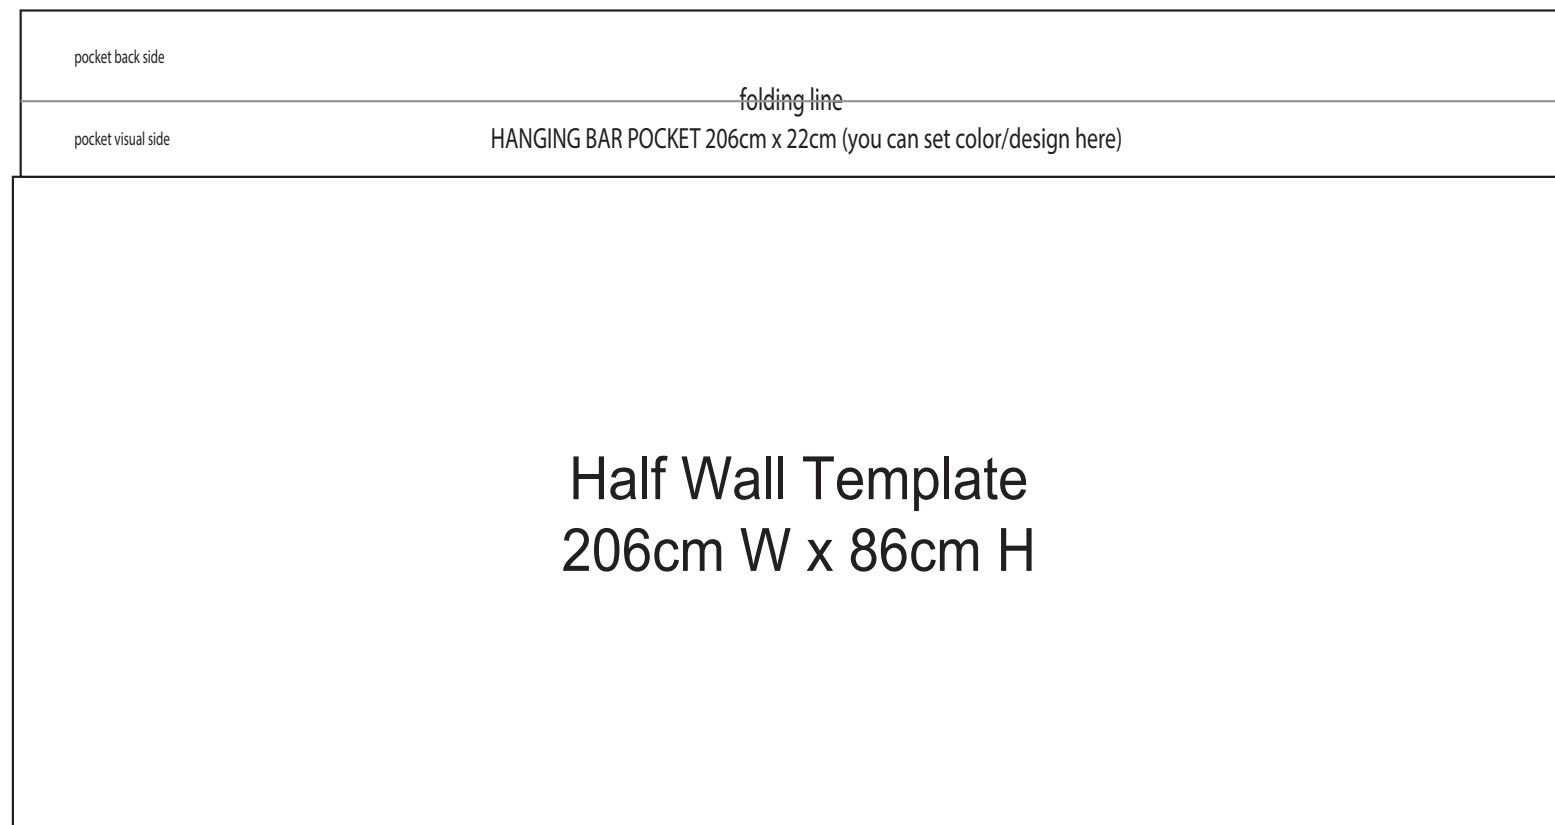 pocket back side
folding line
pocket visual side
HANGING BAR POCKET 206cm x 22cm (you can set color/design here)
Half Wall Template
206cm W x 86cm H